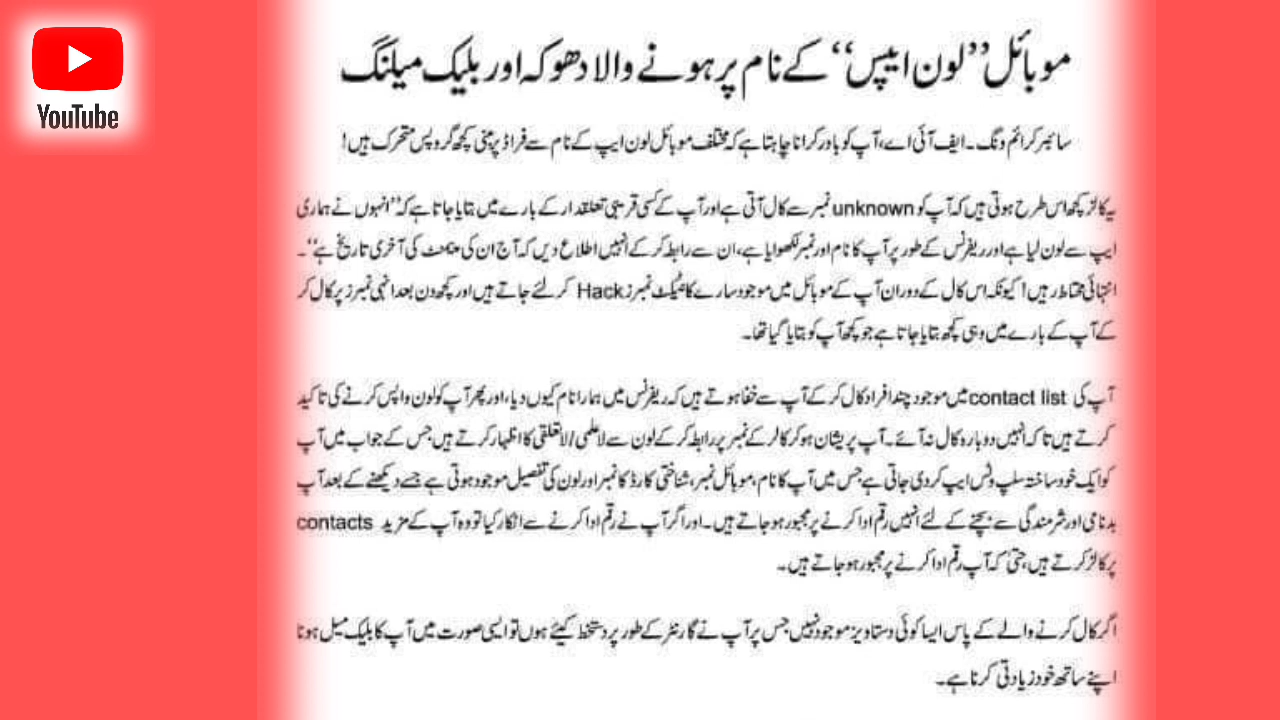 YouTube
موبائل ”لون ایپس“ کے نام پر ہونے والا دھوکہ اور بلیک میلنگ
سائبر کرائم ونگ۔ ایف آئی اے، آپ کو باور کرانا چاہتا ہے کہ مختلف موبائل لون ایپ کے نام سے فراڈ پر مبنی کچھ گروپس متحرک ہیں!
یہ کالز کچھ اس طرح ہوتی ہیں کہ آپ کو unknown نمبر سے کال آتی ہے اور آپ کے کسی قریبی تعلقدار کے بارے میں بتایا جاتا ہے کہ ”انہوں نے ہماری
ایپ سے لون لیا ہے اور ریفرنس کے طور پر آپ کا نام اور نمبر لکھوایا ہے، ان سے رابطہ کر کے انہیں اطلاع دیں کہ آج ان کی پیمنٹ کی آخری تاریخ ہے“۔
انتہائی محتاط رہیں! کیونکہ اس کال کے دوران آپ کے موبائل میں موجود سارے کانٹیکٹ نمبرز Hack کر لئے جاتے ہیں اور کچھ دن بعد انہی نمبرز پر کال کر
کے آپ کے بارے میں وہی کچھ بتایا جاتا ہے جو کچھ آپ کو بتایا گیا تھا۔
آپ کی contact list میں موجود چند افراد کال کر کے آپ سے خفا ہوتے ہیں کہ ریفرنس میں ہمارا نام کیوں دیا، اور پھر آپ کو لون واپس کرنے کی تاکید
کرتے ہیں تاکہ انہیں دوبارہ کال نہ آئے۔ آپ پریشان ہو کر کالر کے نمبر پر رابطہ کر کے لون سے لاعلمی / لاتعلقی کا اظہار کرتے ہیں جس کے جواب میں آپ
کو ایک خود ساختہ سلپ وٹس ایپ کر دی جاتی ہے جس میں آپ کا نام، موبائل نمبر، شناختی کارڈ کا نمبر اور لون کی تفصیل موجود ہوتی ہے جسے دیکھنے کے بعد آپ
بدنامی اور شرمندگی سے بچنے کے لئے انہیں رقم ادا کرنے پر مجبور ہو جاتے ہیں۔ اور اگر آپ نے رقم ادا کرنے سے انکار کیا تو وہ آپ کے مزید contacts
پر کالز کرتے ہیں، حتیٰ کہ آپ رقم ادا کرنے پر مجبور ہو جاتے ہیں۔
اگر کال کرنے والے کے پاس ایسا کوئی دستاویز موجود نہیں جس پر آپ نے گارنٹر کے طور پر دستخط کیئے ہوں تو ایسی صورت میں آپ کا بلیک میل ہونا
اپنے ساتھ خود زیادتی کرنا ہے۔